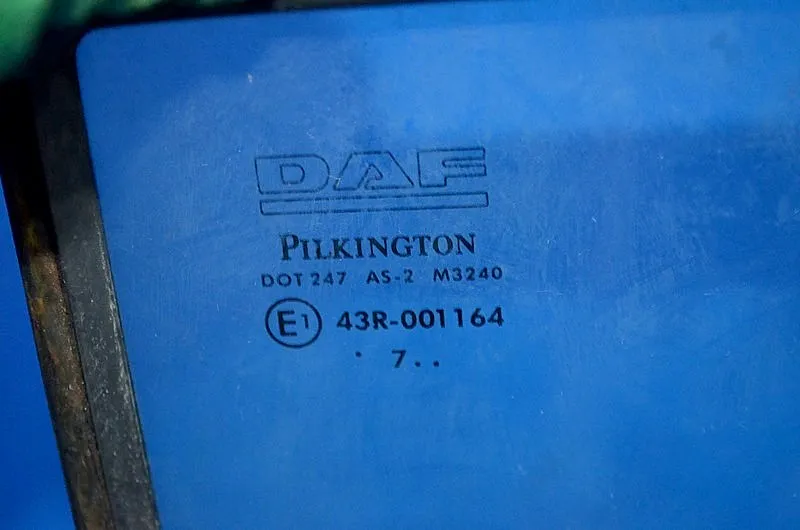 DAF
PILKINGTON
DOT 247 AS-2 M3240
E1 43R-001164
. 7 . .